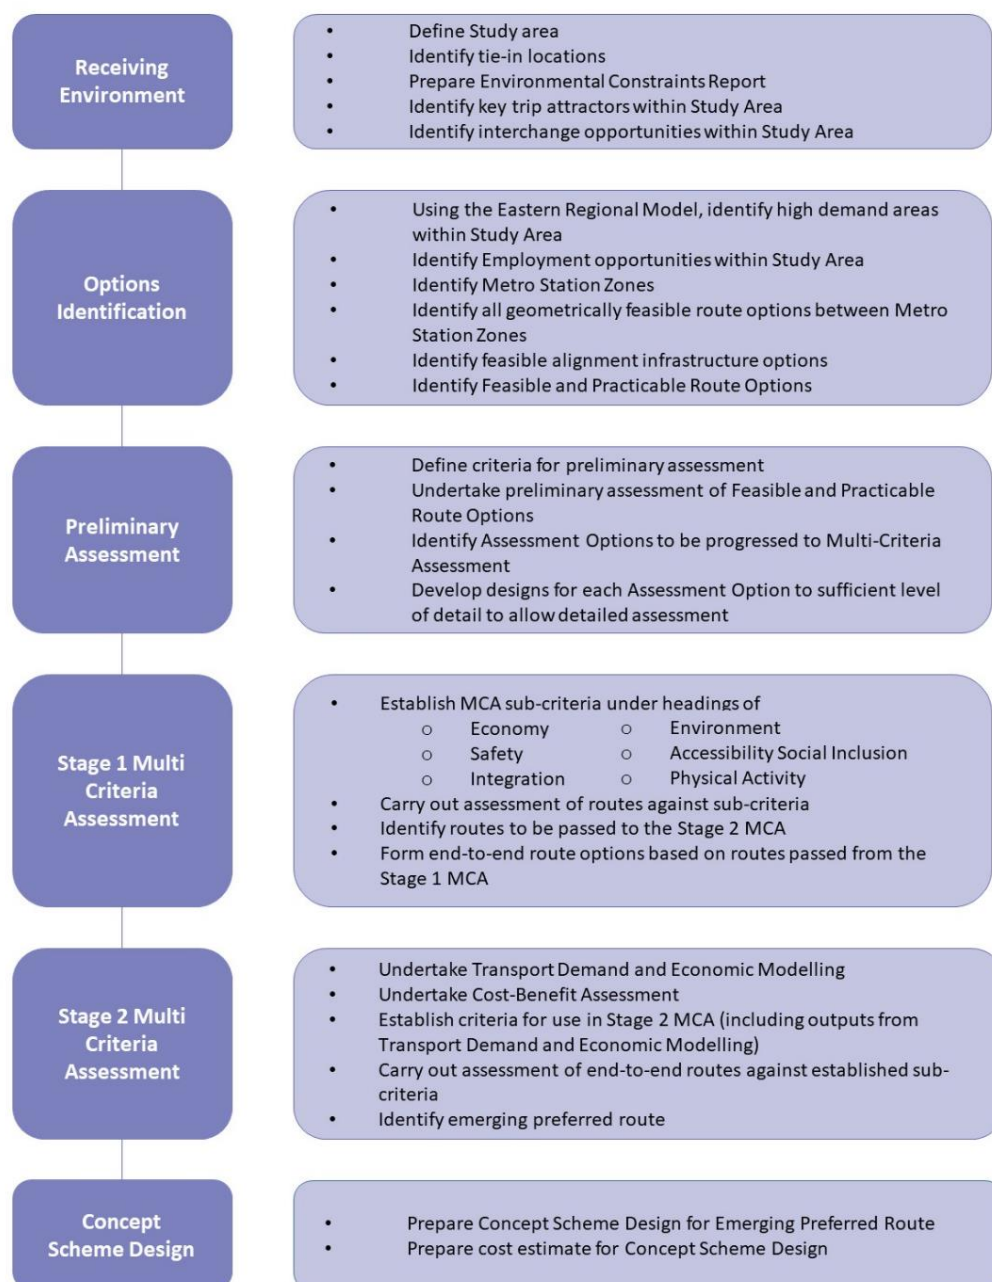 Receiving
Environment
• Define Study area
• Identify tie-in locations
• Prepare Environmental Constraints Report
• Identify key trip attractors within Study Area
• Identify interchange opportunities within Study Area
Options
Identification
• Using the Eastern Regional Model, identify high demand areas
within Study Area
• Identify Employment opportunities within Study Area
• Identify Metro Station Zones
• Identify all geometrically feasible route options between Metro
Station Zones
• Identify feasible alignment infrastructure options
• Identify Feasible and Practicable Route Options
Preliminary
Assessment
• Define criteria for preliminary assessment
• Undertake preliminary assessment of Feasible and Practicable
Route Options
• Identify Assessment Options to be progressed to Multi-Criteria
Assessment
• Develop designs for each Assessment Option to sufficient level
of detail to allow detailed assessment
Stage 1 Multi
Criteria
Assessment
• Establish MCA sub-criteria under headings of
o Economy o Environment
o Safety o Accessibility Social Inclusion
o Integration o Physical Activity
• Carry out assessment of routes against sub-criteria
• Identify routes to be passed to the Stage 2 MCA
• Form end-to-end route options based on routes passed from the
Stage 1 MCA
Stage 2 Multi
Criteria
Assessment
• Undertake Transport Demand and Economic Modelling
• Undertake Cost-Benefit Assessment
• Establish criteria for use in Stage 2 MCA (including outputs from
Transport Demand and Economic Modelling)
• Carry out assessment of end-to-end routes against established sub-
criteria
• Identify emerging preferred route
Concept
Scheme Design
• Prepare Concept Scheme Design for Emerging Preferred Route
• Prepare cost estimate for Concept Scheme Design